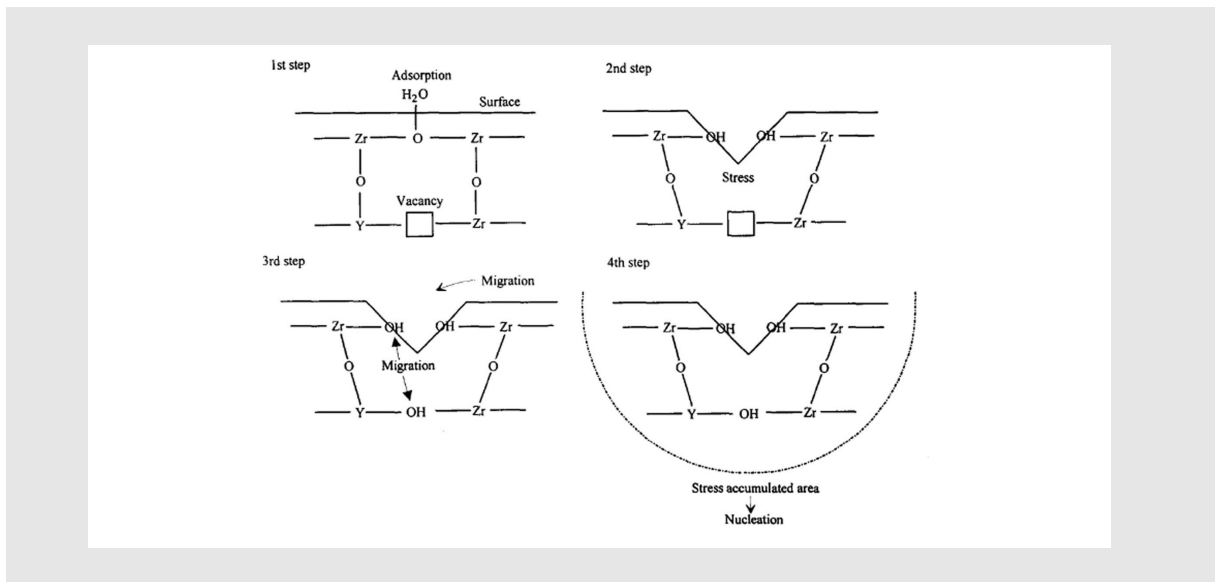 1st step
Adsorption
H₂O
Surface
Zr O Zr
O O
Vacancy
Y Zr
2nd step
Zr OH OH Zr
O Stress O
Y Zr
3rd step
Migration
Zr OH OH Zr
O Migration O
Y OH Zr
4th step
Zr OH OH Zr
O O
Y OH Zr
Stress accumulated area
Nucleation